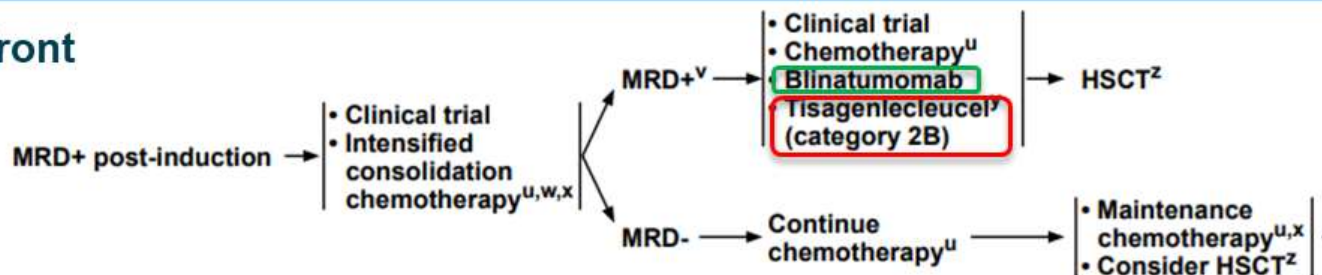 ront
• Clinical trial
• Chemotherapyᵘ
• Blinatumomab
• Tisagenlecleucelʸ
(category 2B)
MRD+ᵛ
HSCTᶻ
MRD+ post-induction
• Clinical trial
• Intensified
consolidation
chemotherapyᵘ,ʷ,ˣ
MRD-
Continue
chemotherapyᵘ
• Maintenance
chemotherapyᵘ,ˣ
• Consider HSCTᶻ